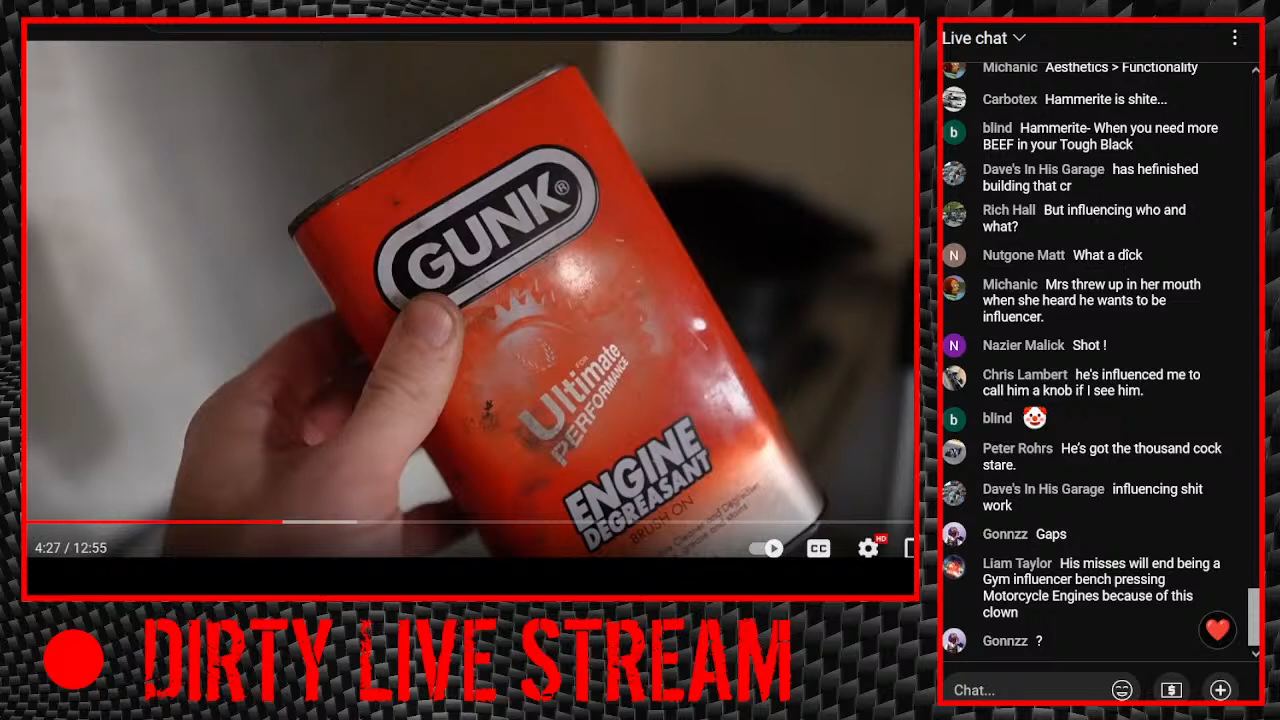 GUNK®
FOR
Ultimate
PERFORMANCE
ENGINE
DEGREASANT
BRUSH ON
4:27 / 12:55
CC
HD
DIRTY LIVE STREAM
Live chat
Michanic Aesthetics > Functionality
Carbotex Hammerite is shite...
b blind Hammerite- When you need more
BEEF in your Tough Black
Dave's In His Garage has hefinished
building that cr
Rich Hall But influencing who and
what?
N Nutgone Matt What a dîck
Michanic Mrs threw up in her mouth
when she heard he wants to be
influencer.
N Nazier Malick Shot !
Chris Lambert he's influenced me to
call him a knob if I see him.
b blind
Peter Rohrs He's got the thousand cock
stare.
Dave's In His Garage influencing shit
work
Gonnzz Gaps
Liam Taylor His misses will end being a
Gym influencer bench pressing
Motorcycle Engines because of this
clown
Gonnzz ?
Chat...